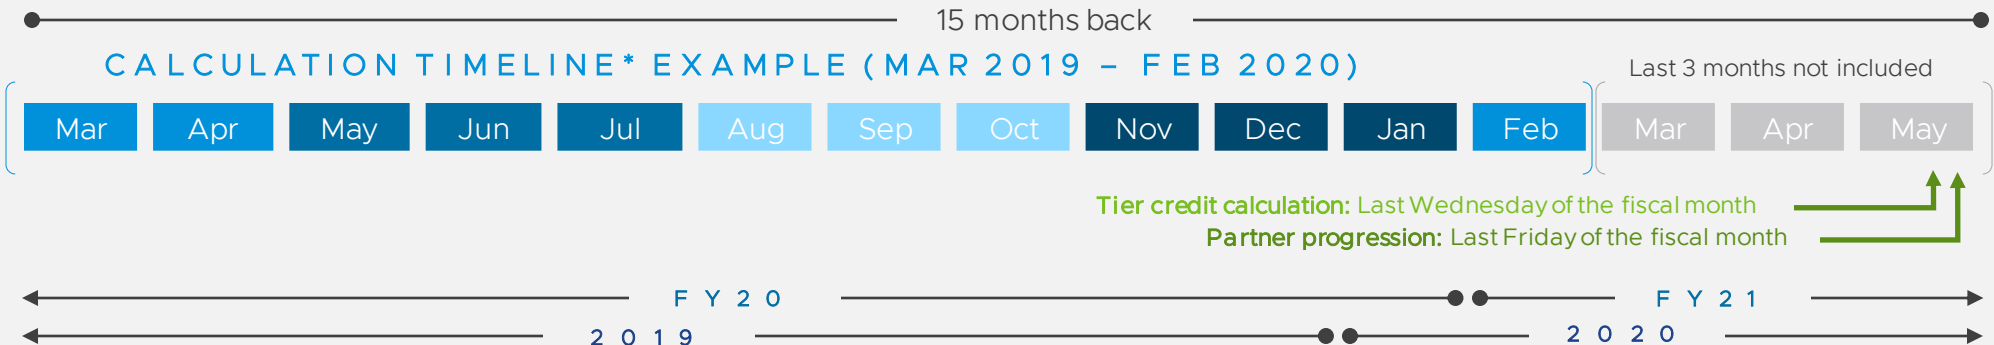 15 months back
CALCULATION TIMELINE* EXAMPLE (MAR 2019 – FEB 2020)
Last 3 months not included
Mar Apr May Jun Jul Aug Sep Oct Nov Dec Jan Feb Mar Apr May
Tier credit calculation: Last Wednesday of the fiscal month
Partner progression: Last Friday of the fiscal month
FY20 FY21
2019 2020